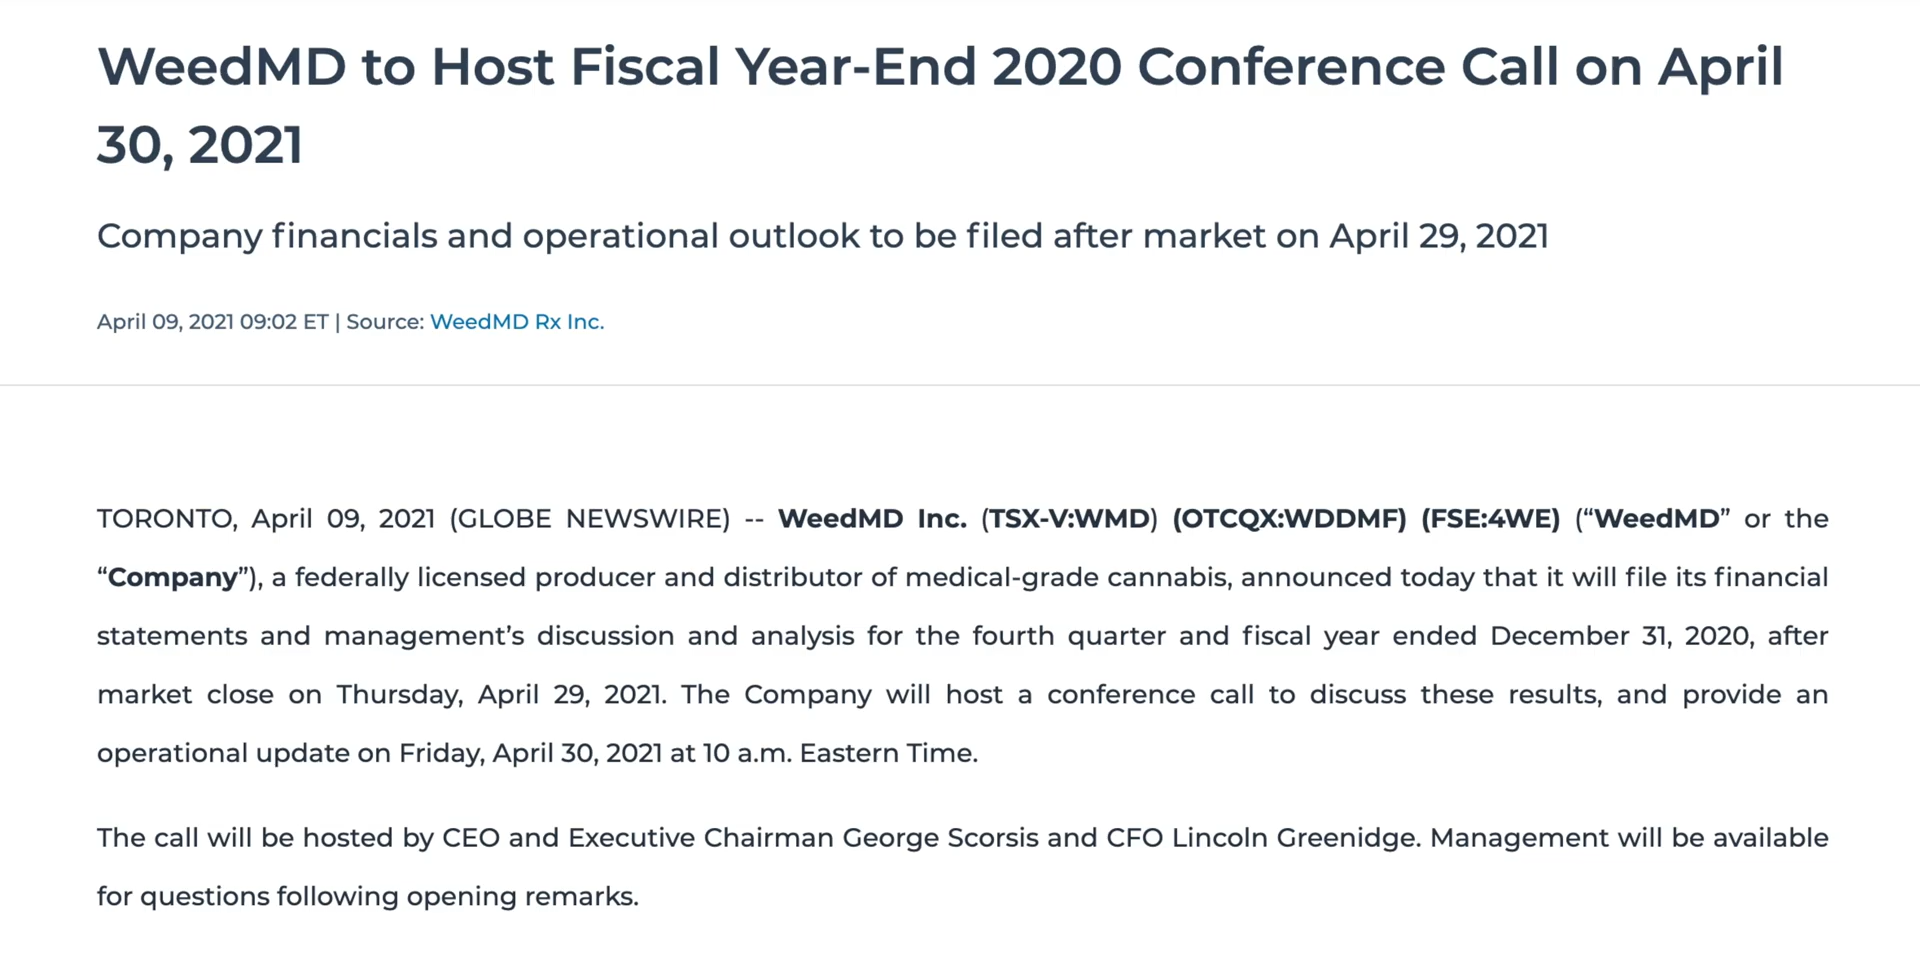 WeedMD to Host Fiscal Year-End 2020 Conference Call on April
30, 2021
Company financials and operational outlook to be filed after market on April 29, 2021
April 09, 2021 09:02 ET | Source: WeedMD Rx Inc.
TORONTO, April 09, 2021 (GLOBE NEWSWIRE) -- WeedMD Inc. (TSX-V:WMD) (OTCQX:WDDMF) (FSE:4WE) (“WeedMD” or the
“Company”), a federally licensed producer and distributor of medical-grade cannabis, announced today that it will file its financial
statements and management’s discussion and analysis for the fourth quarter and fiscal year ended December 31, 2020, after
market close on Thursday, April 29, 2021. The Company will host a conference call to discuss these results, and provide an
operational update on Friday, April 30, 2021 at 10 a.m. Eastern Time.
The call will be hosted by CEO and Executive Chairman George Scorsis and CFO Lincoln Greenidge. Management will be available
for questions following opening remarks.